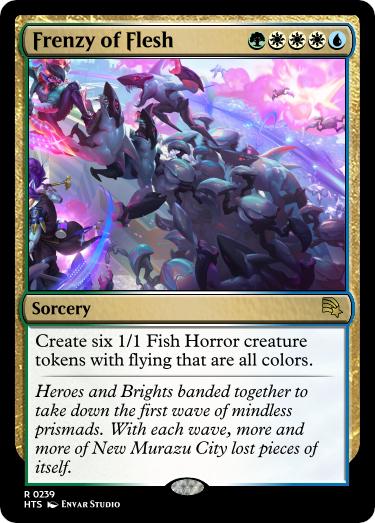 Frenzy of Flesh
Sorcery
Create six 1/1 Fish Horror creature
tokens with flying that are all colors.
Heroes and Brights banded together to
take down the first wave of mindless
prismads. With each wave, more and
more of New Murazu City lost pieces of
itself.
R 0239
HTS Envar Studio